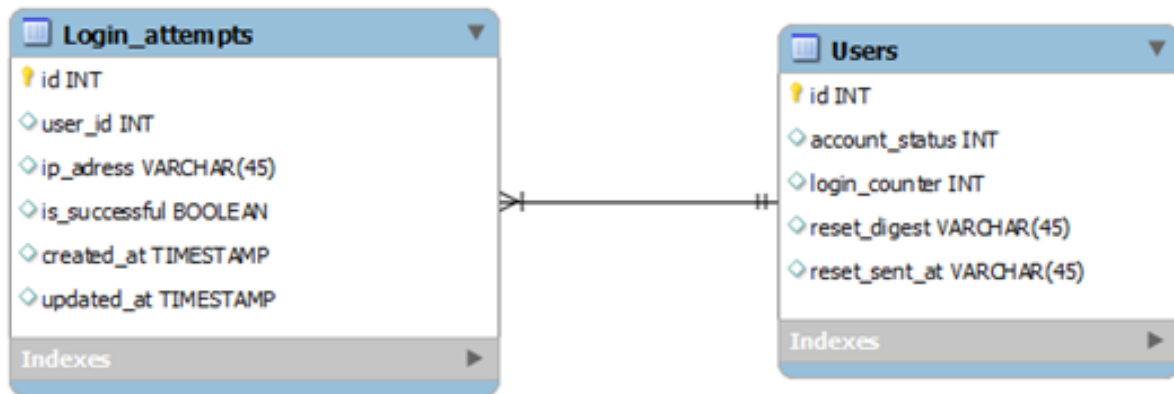 Login_attempts
id INT
user_id INT
ip_adress VARCHAR(45)
is_successful BOOLEAN
created_at TIMESTAMP
updated_at TIMESTAMP
Indexes
Users
id INT
account_status INT
login_counter INT
reset_digest VARCHAR(45)
reset_sent_at VARCHAR(45)
Indexes